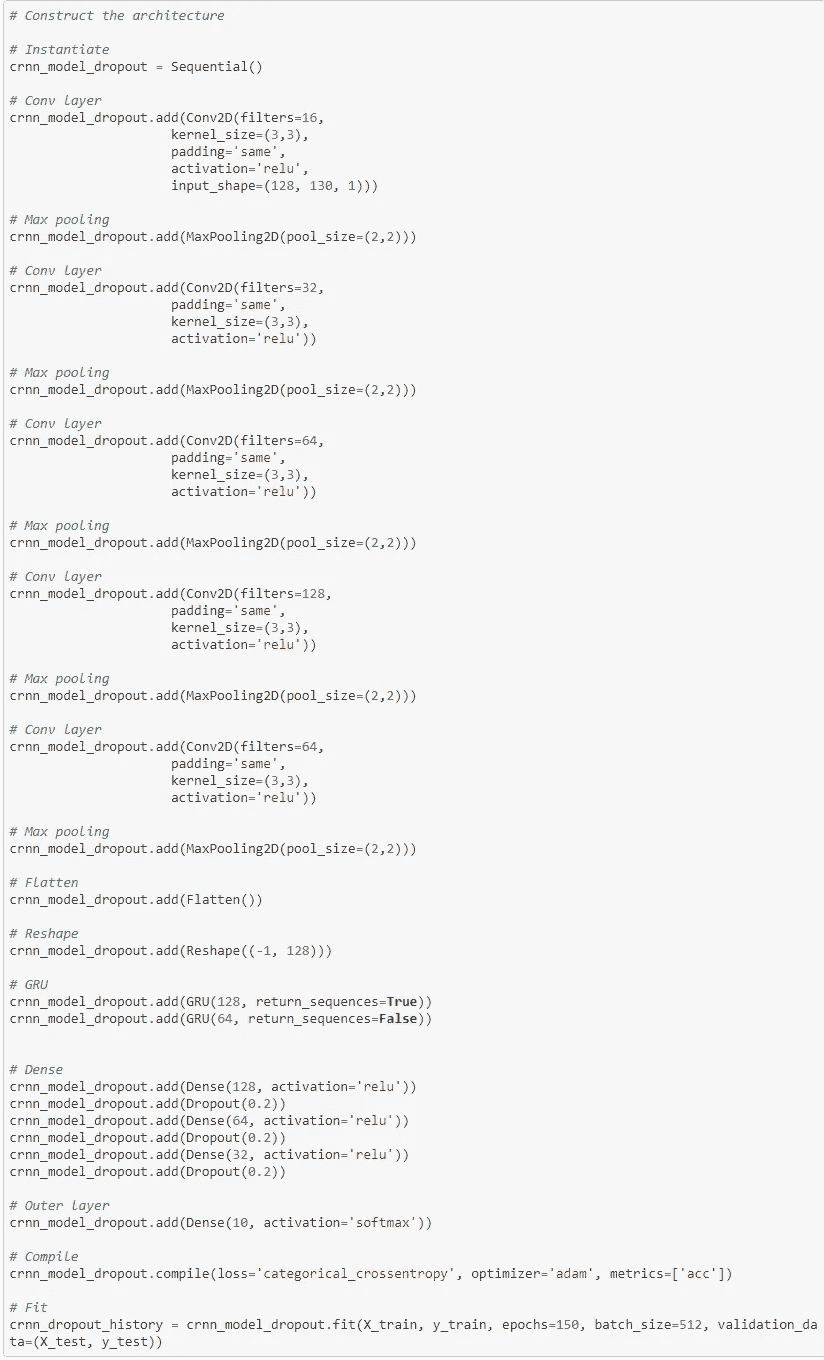 # Construct the architecture
# Instantiate
crnn_model_dropout = Sequential()
# Conv layer
crnn_model_dropout.add(Conv2D(filters=16,
kernel_size=(3,3),
padding='same',
activation='relu',
input_shape=(128, 130, 1)))
# Max pooling
crnn_model_dropout.add(MaxPooling2D(pool_size=(2,2)))
# Conv layer
crnn_model_dropout.add(Conv2D(filters=32,
padding='same',
kernel_size=(3,3),
activation='relu'))
# Max pooling
crnn_model_dropout.add(MaxPooling2D(pool_size=(2,2)))
# Conv layer
crnn_model_dropout.add(Conv2D(filters=64,
padding='same',
kernel_size=(3,3),
activation='relu'))
# Max pooling
crnn_model_dropout.add(MaxPooling2D(pool_size=(2,2)))
# Conv layer
crnn_model_dropout.add(Conv2D(filters=128,
padding='same',
kernel_size=(3,3),
activation='relu'))
# Max pooling
crnn_model_dropout.add(MaxPooling2D(pool_size=(2,2)))
# Conv layer
crnn_model_dropout.add(Conv2D(filters=64,
padding='same',
kernel_size=(3,3),
activation='relu'))
# Max pooling
crnn_model_dropout.add(MaxPooling2D(pool_size=(2,2)))
# Flatten
crnn_model_dropout.add(Flatten())
# Reshape
crnn_model_dropout.add(Reshape((-1, 128)))
# GRU
crnn_model_dropout.add(GRU(128, return_sequences=True))
crnn_model_dropout.add(GRU(64, return_sequences=False))
# Dense
crnn_model_dropout.add(Dense(128, activation='relu'))
crnn_model_dropout.add(Dropout(0.2))
crnn_model_dropout.add(Dense(64, activation='relu'))
crnn_model_dropout.add(Dropout(0.2))
crnn_model_dropout.add(Dense(32, activation='relu'))
crnn_model_dropout.add(Dropout(0.2))
# Outer layer
crnn_model_dropout.add(Dense(10, activation='softmax'))
# Compile
crnn_model_dropout.compile(loss='categorical_crossentropy', optimizer='adam', metrics=['acc'])
# Fit
crnn_dropout_history = crnn_model_dropout.fit(X_train, y_train, epochs=150, batch_size=512, validation_da
ta=(X_test, y_test))